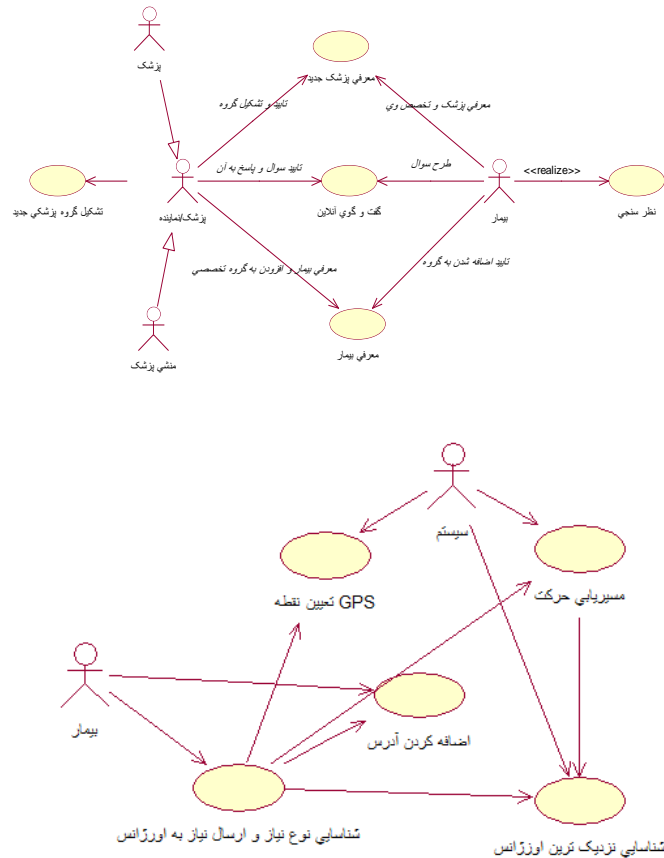 پزشک
معرفي پزشک جديد
تاييد و تشکيل گروه
معرفي پزشک و تخصص وي
تاييد سوال و پاسخ به آن
طرح سوال
<<realize>>
تشکيل گروه پزشکي جديد
پزشک/نماينده
گفت و گوي آنلاين
بيمار
نظر سنجي
معرفي بيمار و افزودن به گروه تخصصي
تاييد اضافه شدن به گروه
منشي پزشک
معرفي بيمار
سيستم
تعيين نقطه GPS
مسيريابي حرکت
بيمار
اضافه کردن آدرس
شناسايي نوع نياز و ارسال نياز به اورژانس
شناسايي نزديک ترين اوزژانس